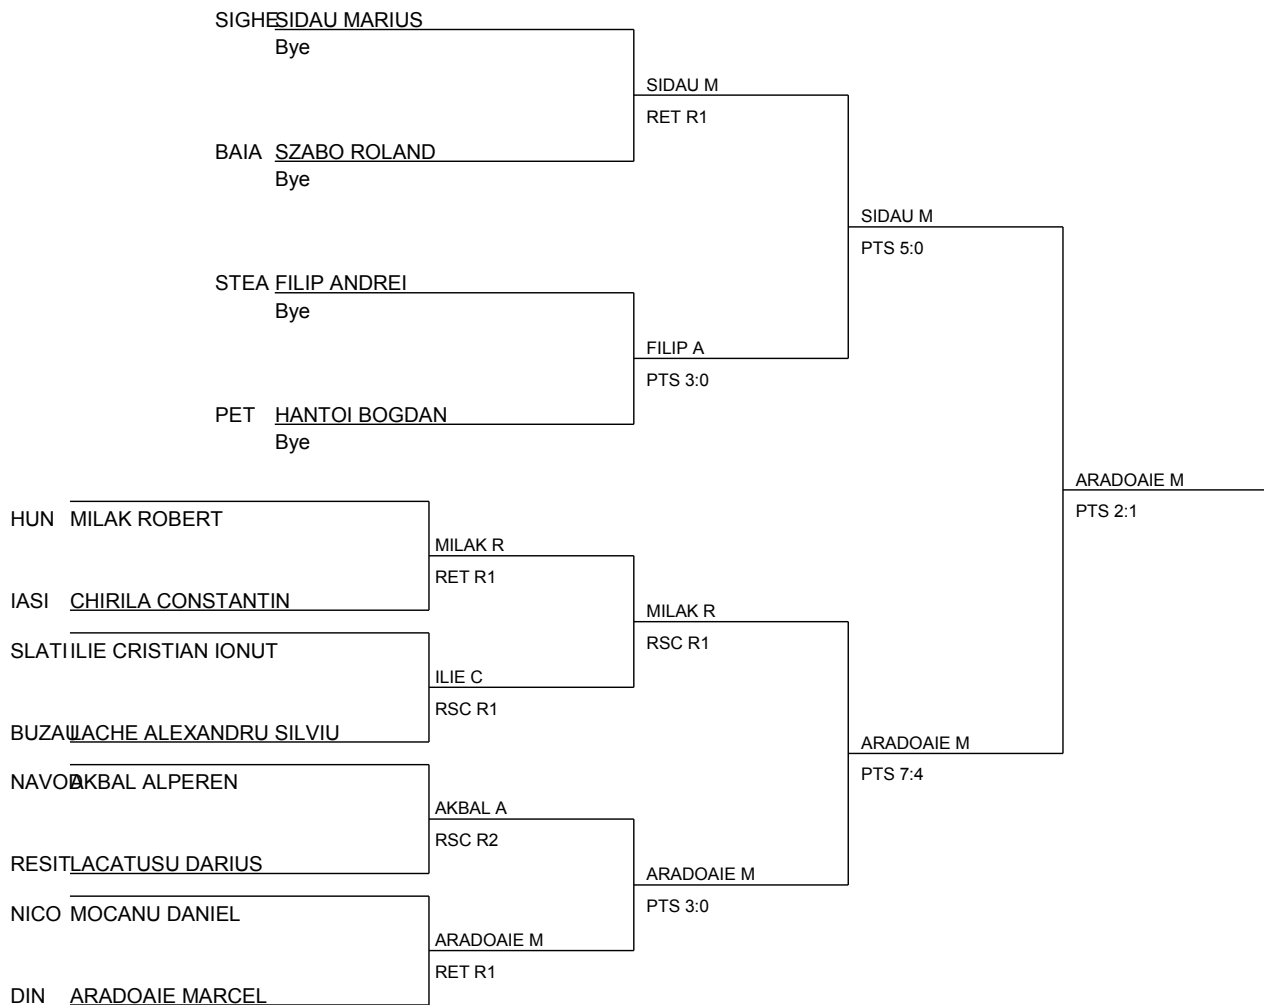 SIGHE SIDAU MARIUS
Bye
SIDAU M
RET R1
BAIA SZABO ROLAND
Bye
SIDAU M
PTS 5:0
STEA FILIP ANDREI
Bye
FILIP A
PTS 3:0
PET HANTOI BOGDAN
Bye
ARADOAIE M
PTS 2:1
HUN MILAK ROBERT
MILAK R
RET R1
IASI CHIRILA CONSTANTIN
MILAK R
RSC R1
SLATI ILIE CRISTIAN IONUT
ILIE C
RSC R1
BUZAU LACHE ALEXANDRU SILVIU
ARADOAIE M
PTS 7:4
NAVOD AKBAL ALPEREN
AKBAL A
RSC R2
RESIT LACATUSU DARIUS
ARADOAIE M
PTS 3:0
NICO MOCANU DANIEL
ARADOAIE M
RET R1
DIN ARADOAIE MARCEL